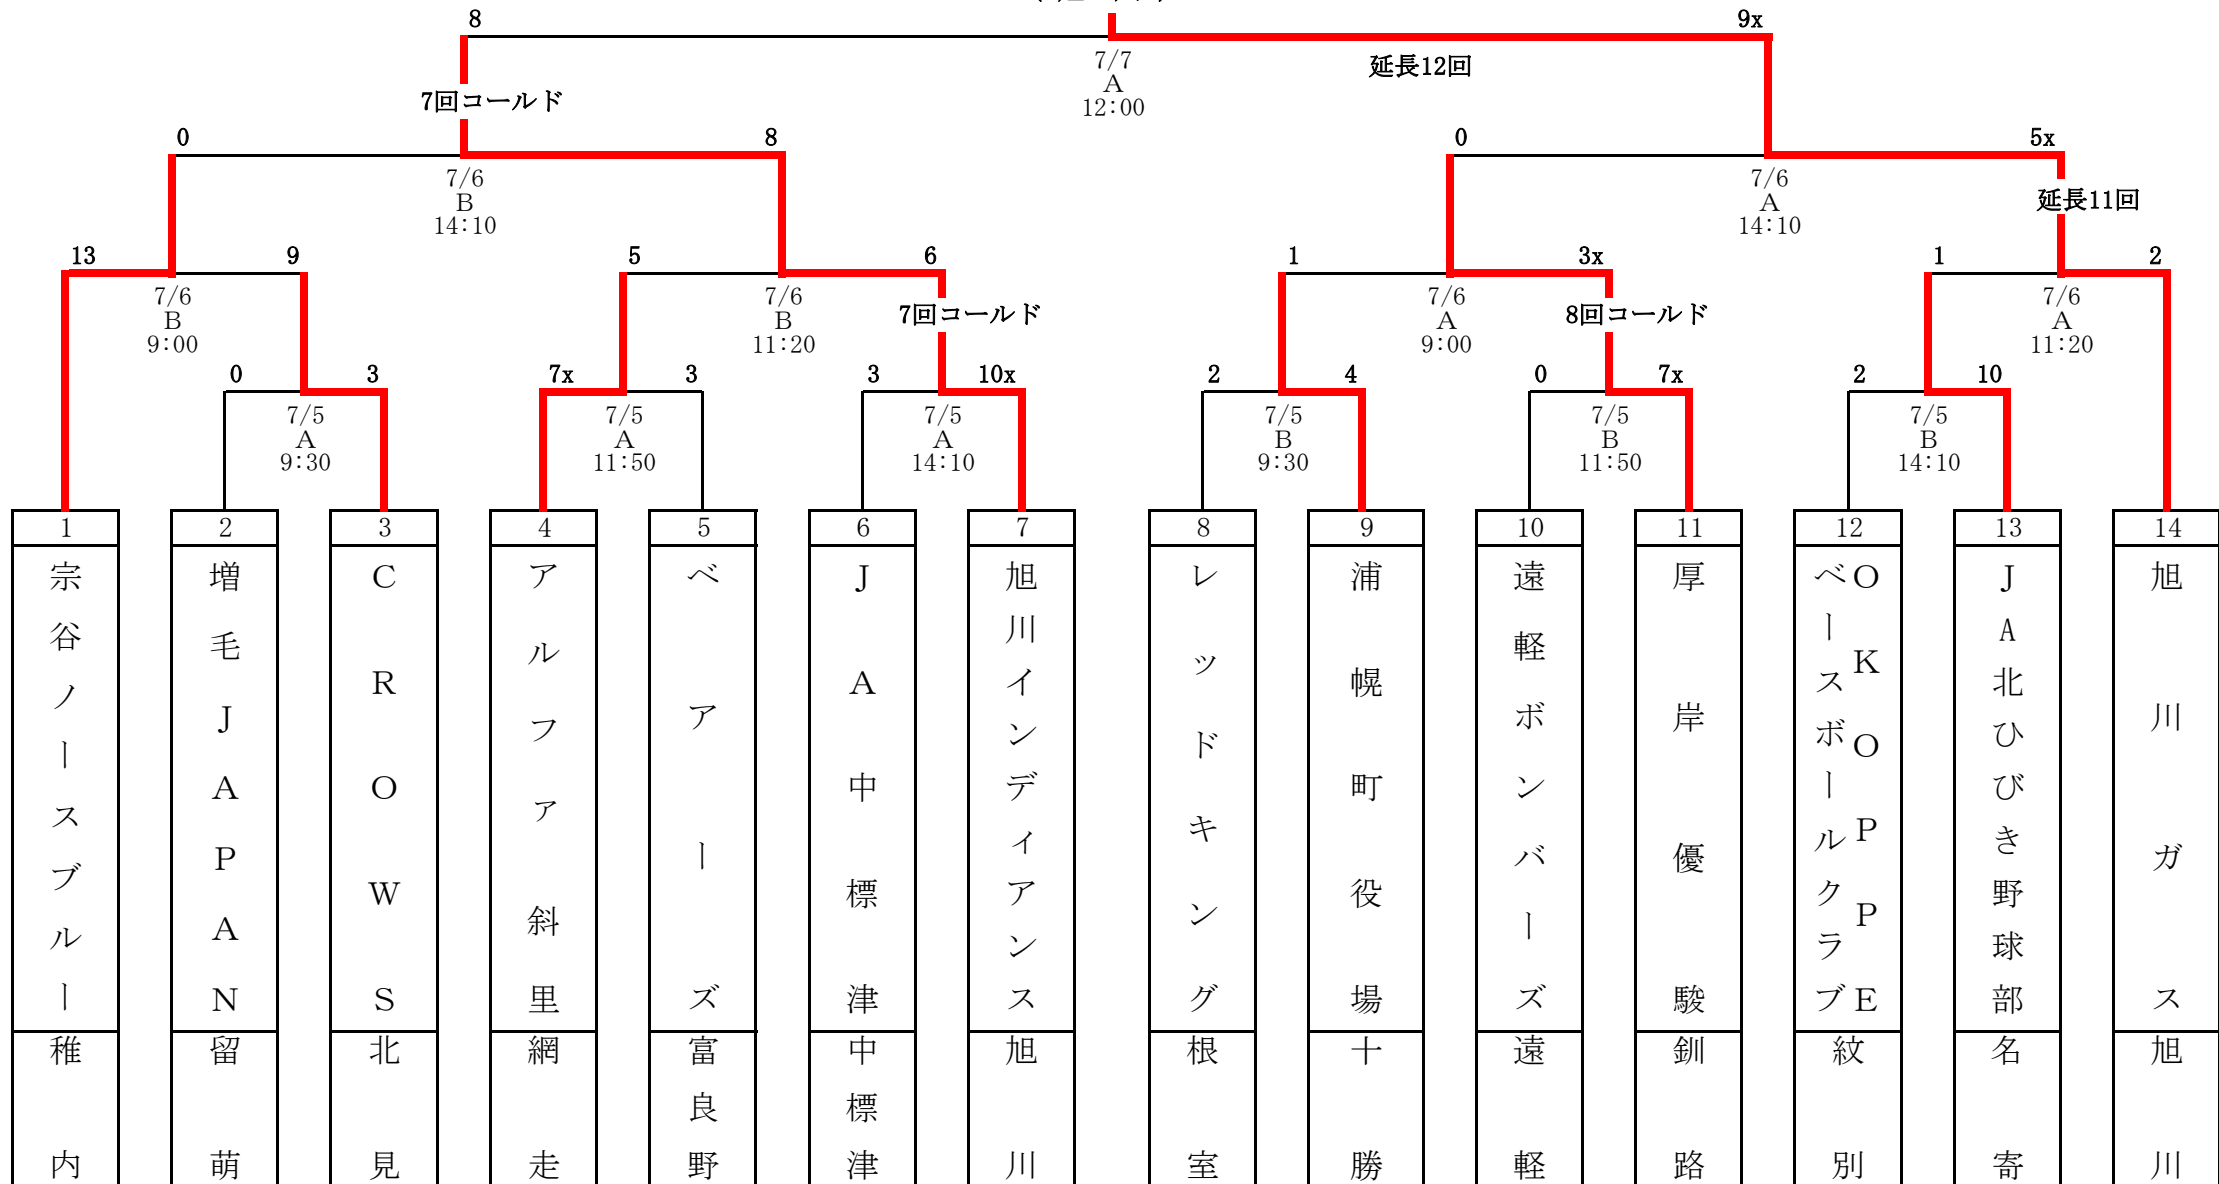 8
9x
7/7
A
12:00
延長12回
7回コールド
0
8
0
5x
7/6
B
14:10
7/6
A
14:10
延長11回
13
9
5
6
1
3x
1
2
7/6
B
9:00
7/6
B
11:20
7回コールド
7/6
A
9:00
8回コールド
7/6
A
11:20
0
3
7x
3
3
10x
2
4
0
7x
2
10
7/5
A
9:30
7/5
A
11:50
7/5
A
14:10
7/5
B
9:30
7/5
B
11:50
7/5
B
14:10
1
宗谷ノースブルー
稚内
2
増毛JAPAN
留萌
3
CROWS
北見
4
アルファ斜里
網走
5
ベアーズ
富良野
6
JA中標津
中標津
7
旭川インディアンス
旭川
8
レッドキング
根室
9
浦幌町役場
十勝
10
遠軽ボンバーズ
遠軽
11
厚岸優駿
釧路
12
OKOPPE
ベースボールクラブ
紋別
13
JA北ひびき野球部
名寄
14
旭川ガス
旭川